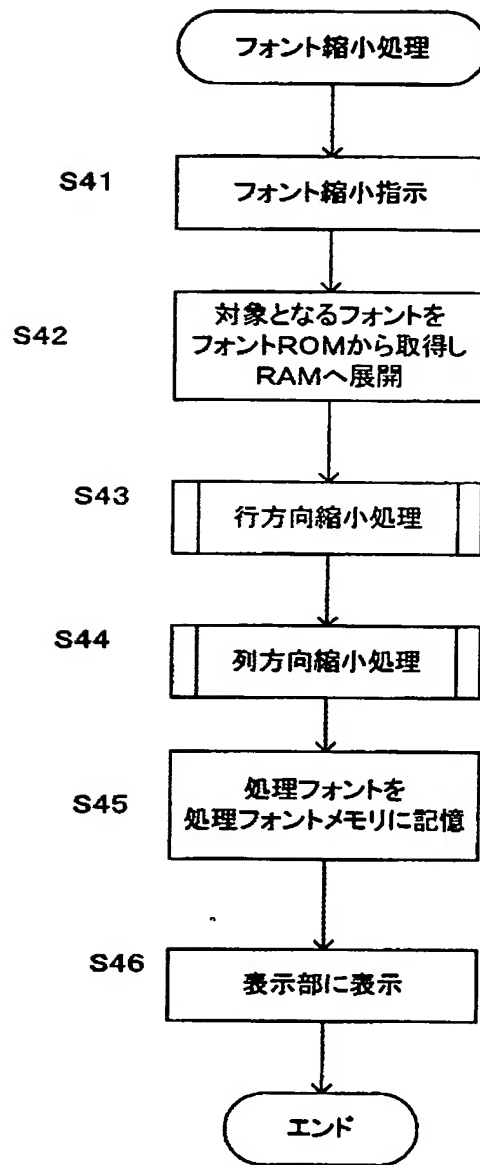 フォント縮小処理
S41
フォント縮小指示
S42
対象となるフォントを
フォントROMから取得し
RAMへ展開
S43
行方向縮小処理
S44
列方向縮小処理
S45
処理フォントを
処理フォントメモリに記憶
S46
表示部に表示
エンド